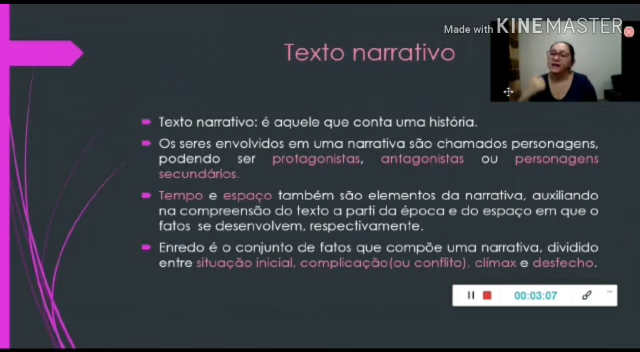 Made with KINEMASTER
Texto narrativo
Texto narrativo: é aquele que conta uma história.
Os seres envolvidos em uma narrativa são chamados personagens,
podendo ser protagonistas, antagonistas ou personagens
secundários.
Tempo e espaço também são elementos da narrativa, auxiliando
na compreensão do texto a parti da época e do espaço em que o
fatos se desenvolvem, respectivamente.
Enredo é o conjunto de fatos que compõe uma narrativa, dividido
entre situação inicial, complicação(ou conflito), clímax e desfecho.
00:03:07